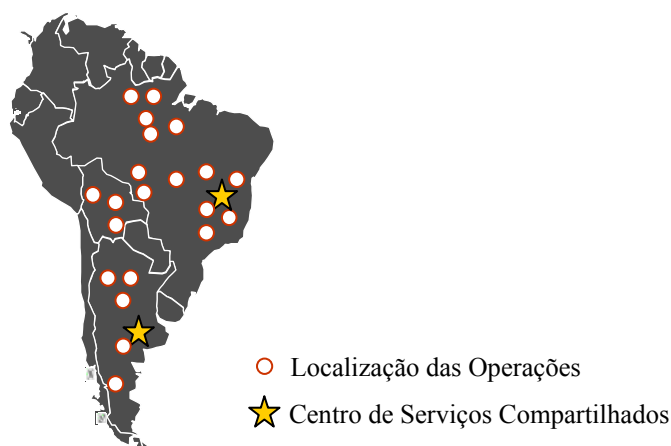 Localização das Operações
Centro de Serviços Compartilhados